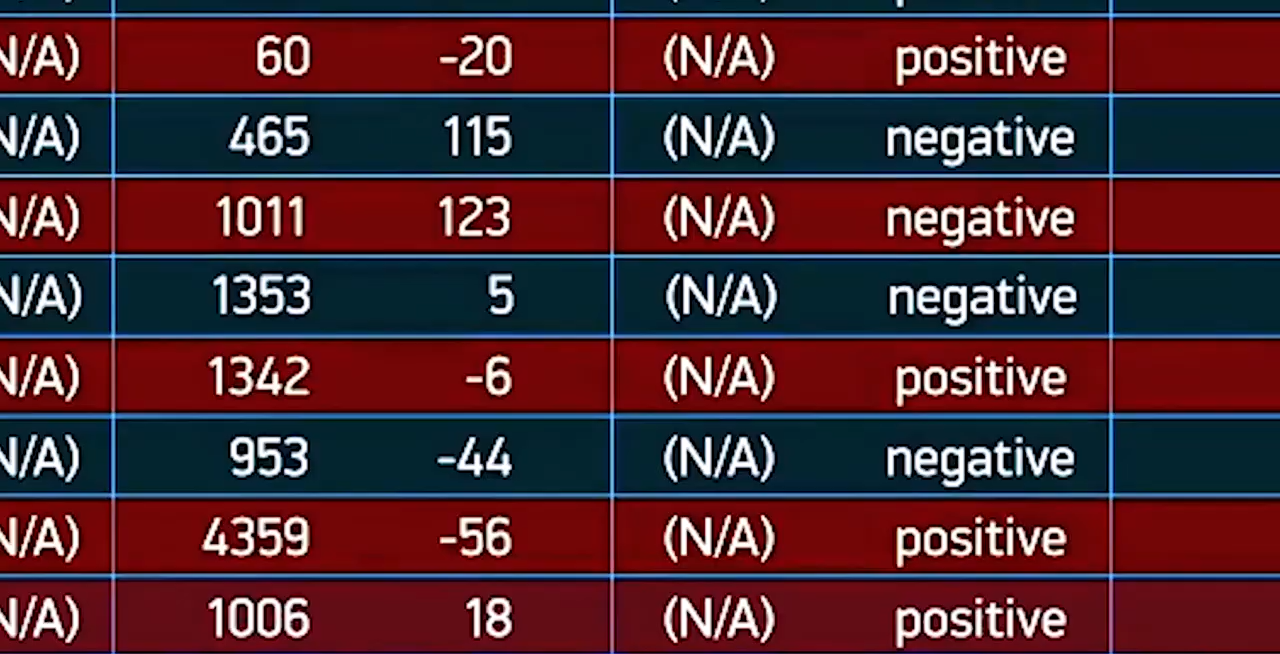 N/A) 60 -20 (N/A) positive
N/A) 465 115 (N/A) negative
N/A) 1011 123 (N/A) negative
N/A) 1353 5 (N/A) negative
N/A) 1342 -6 (N/A) positive
N/A) 953 -44 (N/A) negative
N/A) 4359 -56 (N/A) positive
N/A) 1006 18 (N/A) positive